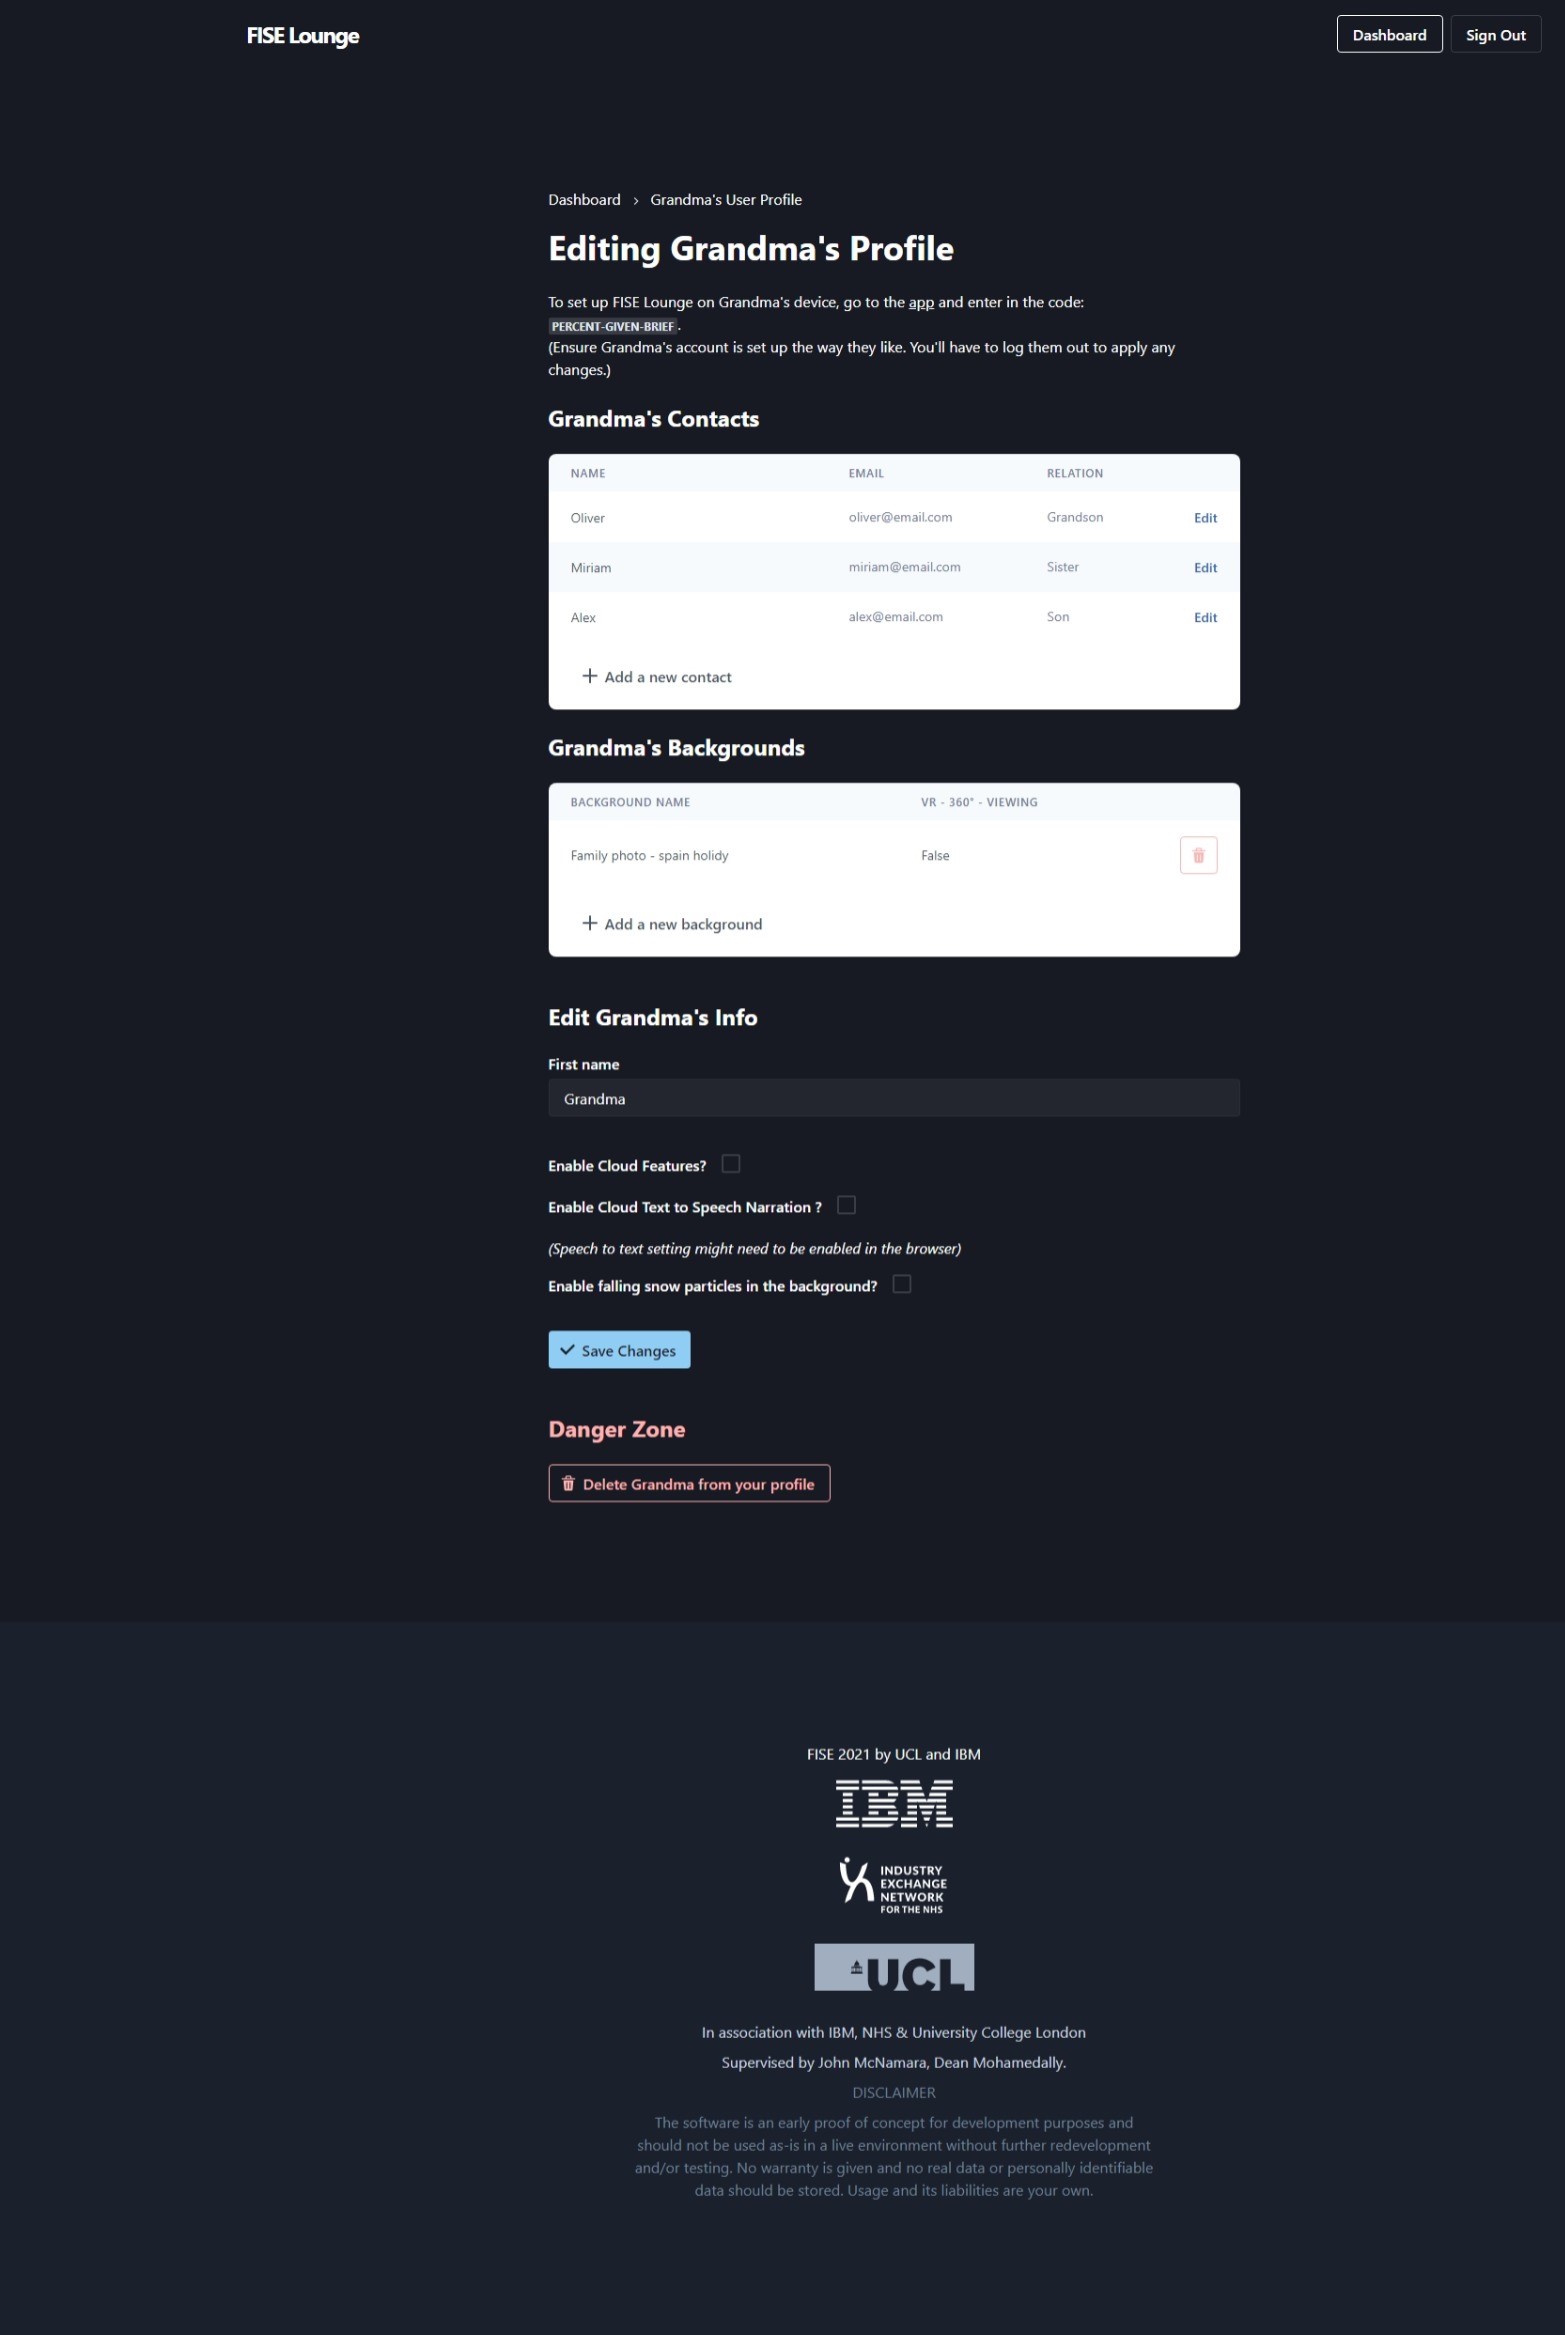 FISE Lounge
Dashboard
Sign Out
Dashboard › Grandma's User Profile
Editing Grandma's Profile
To set up FISE Lounge on Grandma's device, go to the app and enter in the code:
PERCENT-GIVEN-BRIEF.
(Ensure Grandma's account is set up the way they like. You'll have to log them out to apply any
changes.)
Grandma's Contacts
NAME EMAIL RELATION
Oliver oliver@email.com Grandson Edit
Miriam miriam@email.com Sister Edit
Alex alex@email.com Son Edit
Add a new contact
Grandma's Backgrounds
BACKGROUND NAME VR - 360° - VIEWING
Family photo - spain holidy False
Add a new background
Edit Grandma's Info
First name
Grandma
Enable Cloud Features?
Enable Cloud Text to Speech Narration ?
(Speech to text setting might need to be enabled in the browser)
Enable falling snow particles in the background?
Save Changes
Danger Zone
Delete Grandma from your profile
FISE 2021 by UCL and IBM
IBM
INDUSTRY
EXCHANGE
NETWORK
FOR THE NHS
UCL
In association with IBM, NHS & University College London
Supervised by John McNamara, Dean Mohamedally.
DISCLAIMER
The software is an early proof of concept for development purposes and
should not be used as-is in a live environment without further redevelopment
and/or testing. No warranty is given and no real data or personally identifiable
data should be stored. Usage and its liabilities are your own.